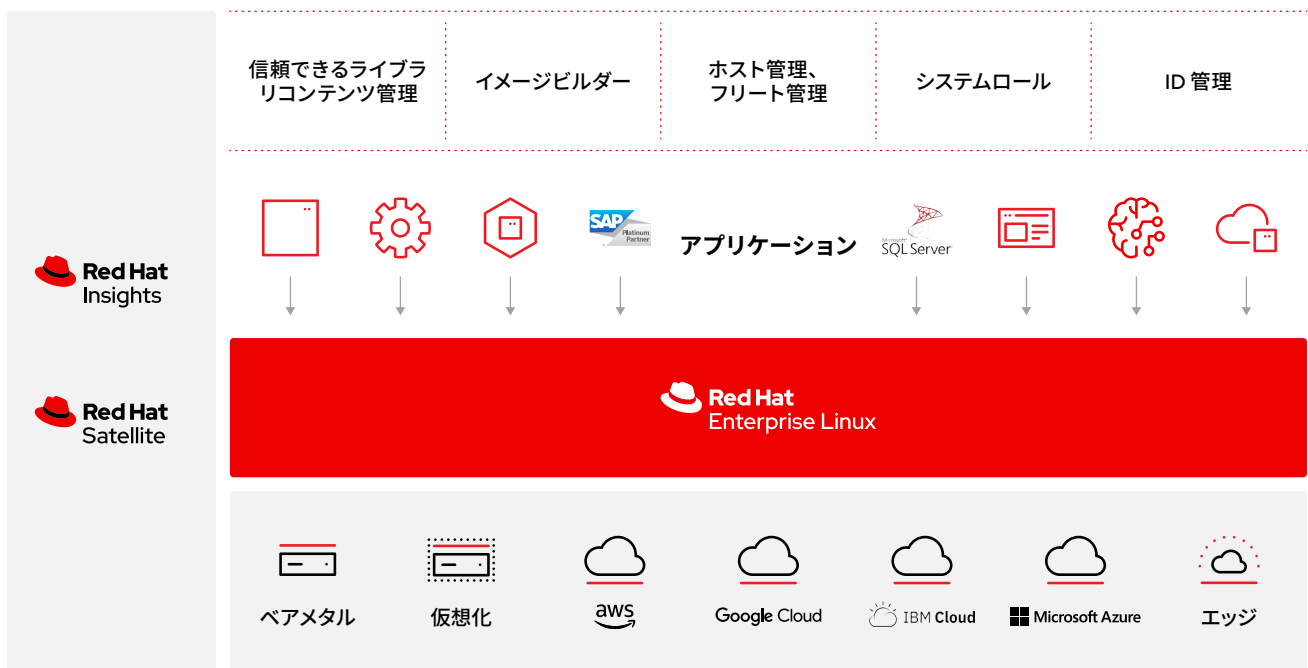 信頼できるライブラ
リコンテンツ管理
イメージビルダー
ホスト管理、
フリート管理
システムロール
ID 管理
SAP
Platinum
Partner
アプリケーション
Microsoft
SQL Server
Red Hat
Insights
Red Hat
Satellite
Red Hat
Enterprise Linux
ベアメタル
仮想化
aws
Google Cloud
IBM Cloud
Microsoft Azure
エッジ